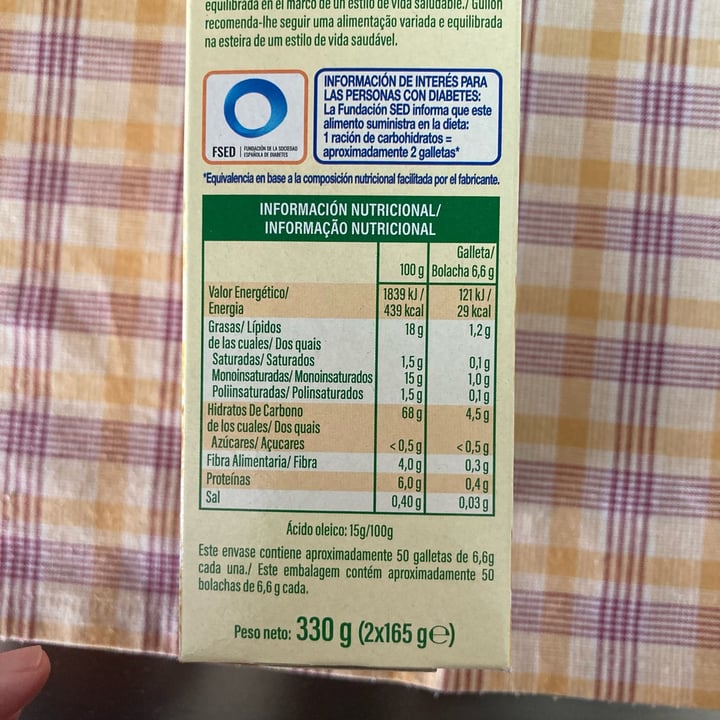 equilibrada en el marco de un estilo de vida saludable./ Gullón
recomenda-lhe seguir uma alimentação variada e equilibrada
na esteira de um estilo de vida saudável.
FSED | FUNDACIÓN DE LA SOCIEDAD
ESPAÑOLA DE DIABETES
INFORMACIÓN DE INTERÉS PARA
LAS PERSONAS CON DIABETES:
La Fundación SED informa que este
alimento suministra en la dieta:
1 ración de carbohidratos =
aproximadamente 2 galletas*
*Equivalencia en base a la composición nutricional facilitada por el fabricante.
INFORMACIÓN NUTRICIONAL/
INFORMAÇÃO NUTRICIONAL
Galleta/
100 g Bolacha 6,6 g
Valor Energético/ 1839 kJ / 121 kJ /
Energia 439 kcal 29 kcal
Grasas/ Lípidos 18 g 1,2 g
de las cuales/ Dos quais
Saturadas/ Saturados 1,5 g 0,1 g
Monoinsaturadas/ Monoinsaturados 15 g 1,0 g
Poliinsaturadas/ Polinsaturados 1,5 g 0,1 g
Hidratos De Carbono 68 g 4,5 g
de los cuales/ Dos quais
Azúcares/ Açucares <0,5 g <0,5 g
Fibra Alimentaria/ Fibra 4,0 g 0,3 g
Proteínas 6,0 g 0,4 g
Sal 0,40 g 0,03 g
Ácido oleico: 15g/100g
Este envase contiene aproximadamente 50 galletas de 6,6g
cada una./ Este embalagem contém aproximadamente 50
bolachas de 6,6 g cada.
Peso neto: 330 g (2x165 g℮)